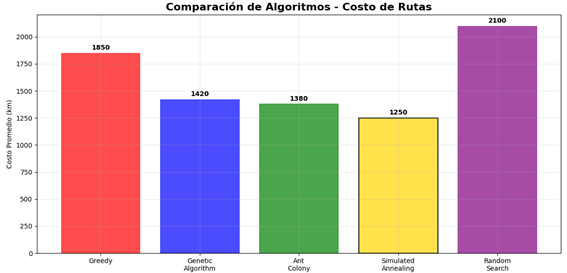 Comparación de Algoritmos - Costo de Rutas
Costo Promedio (km)
2000
1750
1500
1250
1000
750
500
250
0
1850
1420
1380
1250
2100
Greedy
Genetic
Algorithm
Ant
Colony
Simulated
Annealing
Random
Search